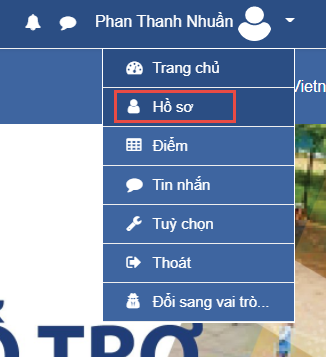 Phan Thanh Nhuần
Trang chủ
Vietn
Hồ sơ
Điểm
Tin nhắn
Tuỳ chọn
Thoát
Đổi sang vai trò...
TRỢ